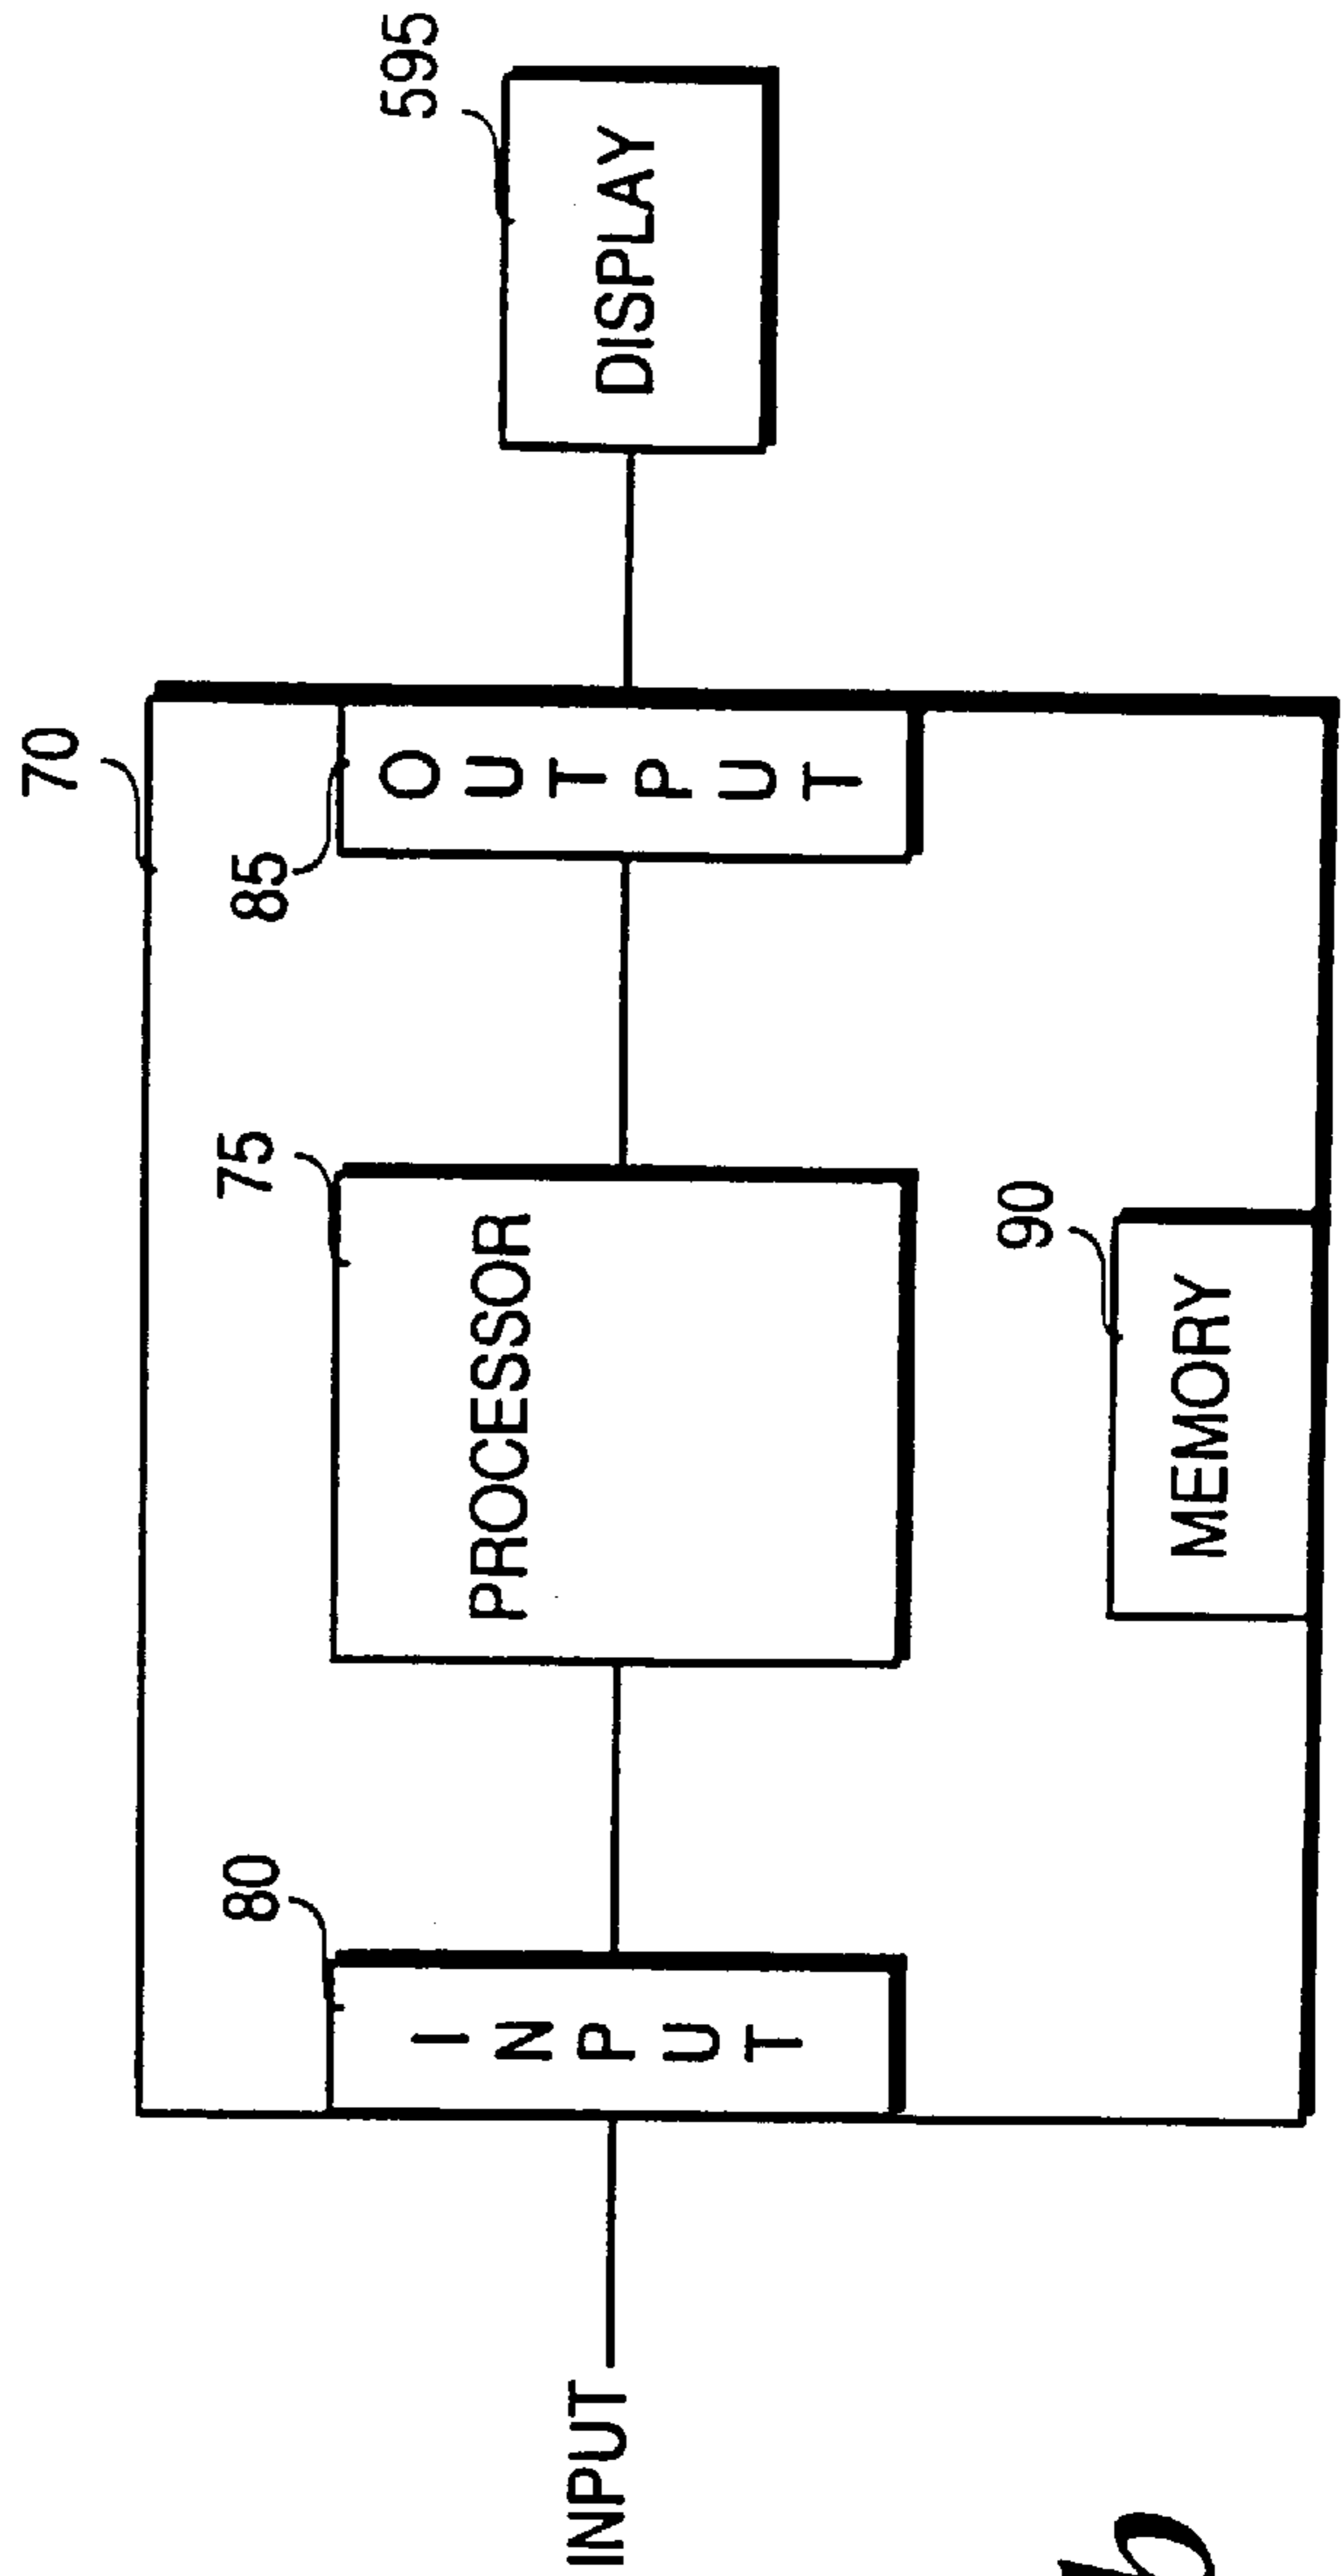 70
80
75
85
595
INPUT
INPUT
PROCESSOR
OUTPUT
DISPLAY
90
MEMORY
b